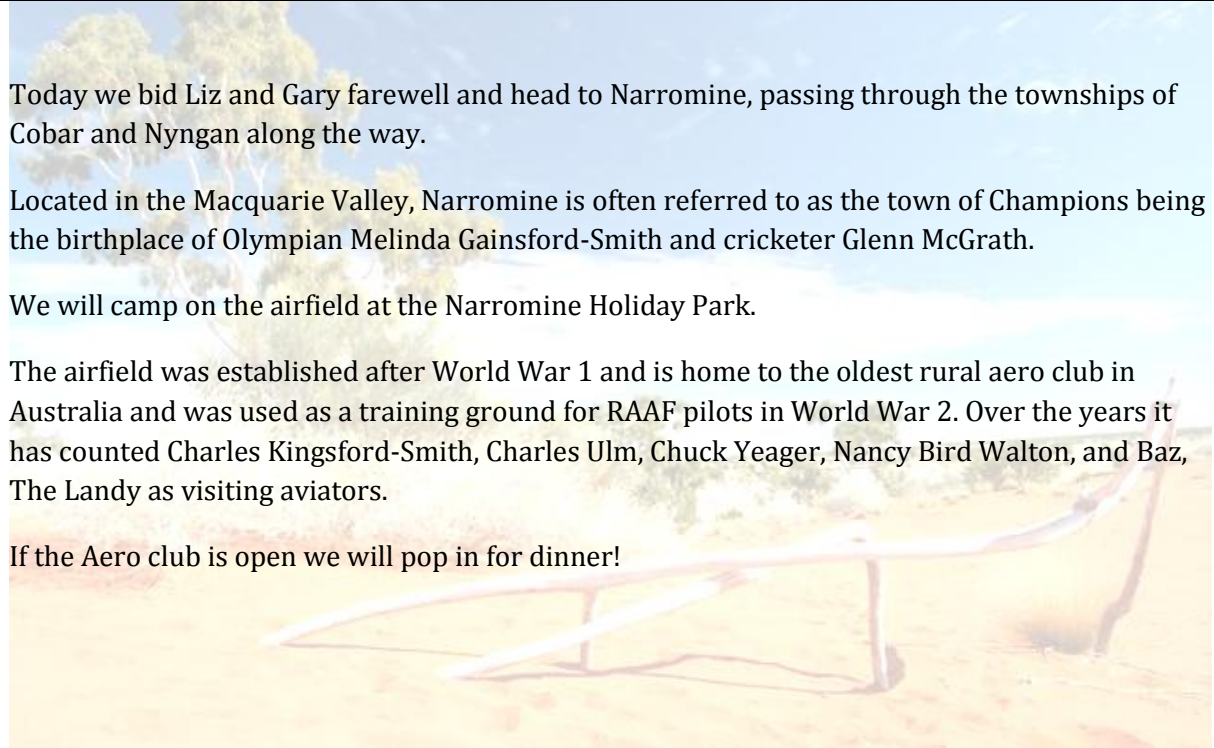 Today we bid Liz and Gary farewell and head to Narromine, passing through the townships of
Cobar and Nyngan along the way.
Located in the Macquarie Valley, Narromine is often referred to as the town of Champions being
the birthplace of Olympian Melinda Gainsford-Smith and cricketer Glenn McGrath.
We will camp on the airfield at the Narromine Holiday Park.
The airfield was established after World War 1 and is home to the oldest rural aero club in
Australia and was used as a training ground for RAAF pilots in World War 2. Over the years it
has counted Charles Kingsford-Smith, Charles Ulm, Chuck Yeager, Nancy Bird Walton, and Baz,
The Landy as visiting aviators.
If the Aero club is open we will pop in for dinner!